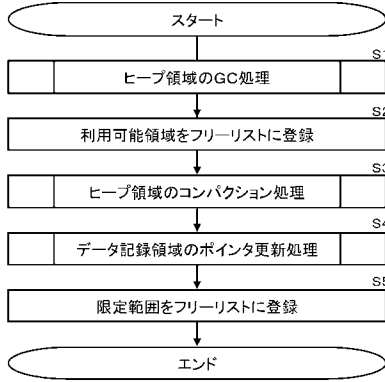 スタート
S1
ヒープ領域のGC処理
S2
利用可能領域をフリーリストに登録
S3
ヒープ領域のコンパクション処理
S4
データ記録領域のポインタ更新処理
S5
限定範囲をフリーリストに登録
エンド